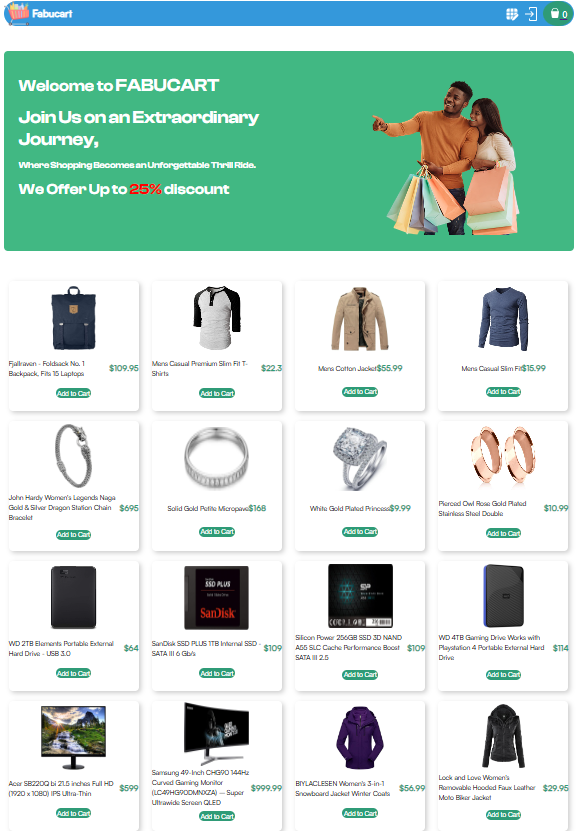 Fabucart
0
Welcome to FABUCART
Join Us on an Extraordinary
Journey,
Where Shopping Becomes an Unforgettable Thrill Ride.
We Offer Up to 25% discount
Fjallraven - Foldsack No. 1
Backpack, Fits 15 Laptops
$109.95
Add to Cart
Mens Casual Premium Slim Fit T-
Shirts
$22.3
Add to Cart
Mens Cotton Jacket$55.99
Add to Cart
Mens Casual Slim Fit$15.99
Add to Cart
John Hardy Women's Legends Naga
Gold & Silver Dragon Station Chain
Bracelet
$695
Add to Cart
Solid Gold Petite Micropave$168
Add to Cart
White Gold Plated Princess$9.99
Add to Cart
Pierced Owl Rose Gold Plated
Stainless Steel Double
$10.99
Add to Cart
WD 2TB Elements Portable External
Hard Drive - USB 3.0
$64
Add to Cart
SanDisk
SSD PLUS
SanDisk
SanDisk SSD PLUS 1TB Internal SSD -
SATA III 6 Gb/s
$109
Add to Cart
SP
Silicon Power
Silicon Power 256GB SSD 3D NAND
A55 SLC Cache Performance Boost
SATA III 2.5
$109
Add to Cart
WD 4TB Gaming Drive Works with
Playstation 4 Portable External Hard
Drive
$114
Add to Cart
Acer SB220Q bi 21.5 inches Full HD
(1920 x 1080) IPS Ultra-Thin
$599
Add to Cart
Samsung 49-Inch CHG90 144Hz
Curved Gaming Monitor
(LC49HG90DMNXZA) – Super
Ultrawide Screen QLED
$999.99
Add to Cart
BIYLACLESEN Women's 3-in-1
Snowboard Jacket Winter Coats
$56.99
Add to Cart
Lock and Love Women's
Removable Hooded Faux Leather
Moto Biker Jacket
$29.95
Add to Cart